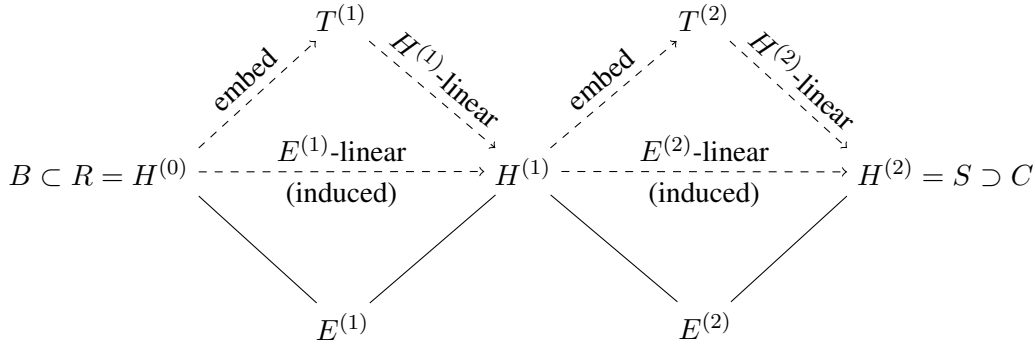 T^{(1)} T^{(2)}
embed H^{(1)}-linear embed H^{(2)}-linear
E^{(1)}-linear E^{(2)}-linear
B ⊂ R = H^{(0)} H^{(1)} H^{(2)} = S ⊃ C
(induced) (induced)
E^{(1)} E^{(2)}